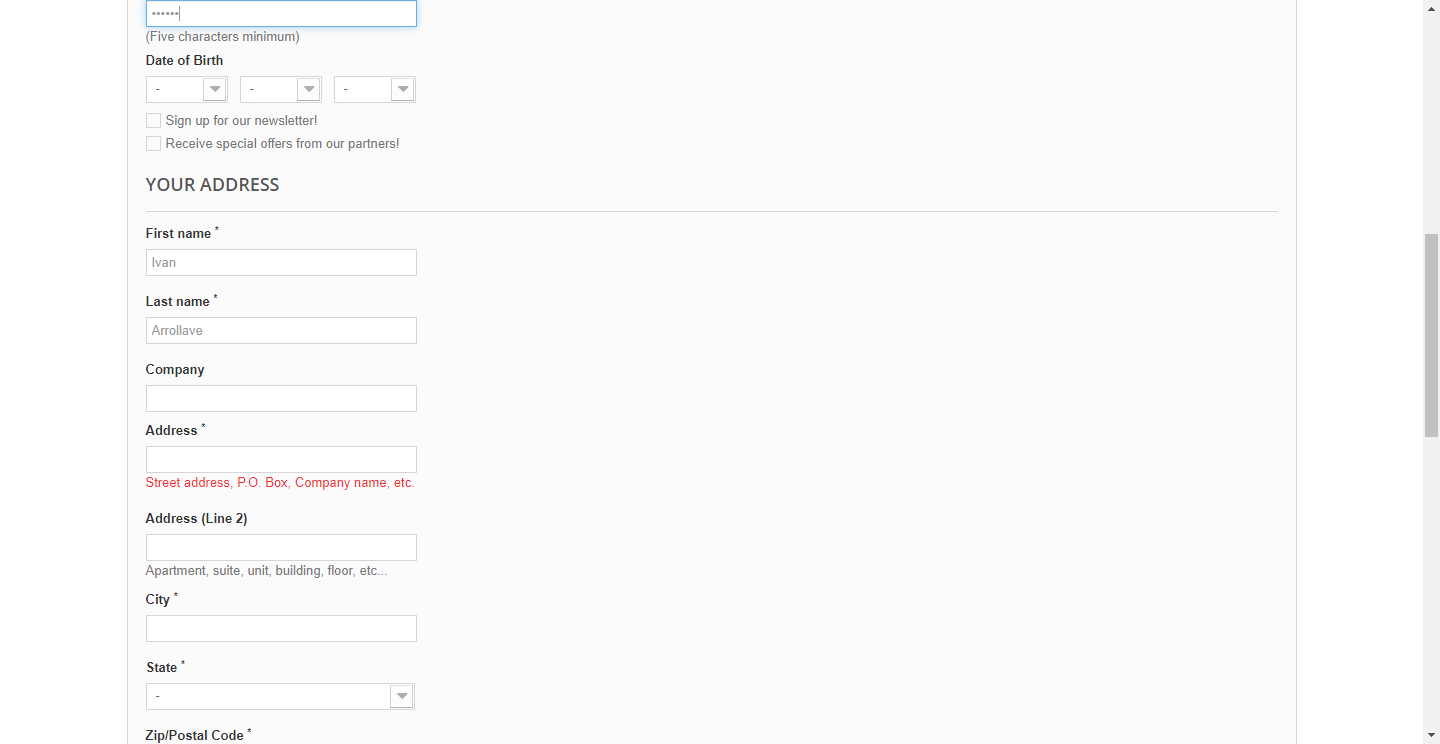 ••••••
(Five characters minimum)
Date of Birth
- - -
Sign up for our newsletter!
Receive special offers from our partners!
YOUR ADDRESS
First name *
Ivan
Last name *
Arrollave
Company
Address *
Street address, P.O. Box, Company name, etc.
Address (Line 2)
Apartment, suite, unit, building, floor, etc...
City *
State *
-
Zip/Postal Code *